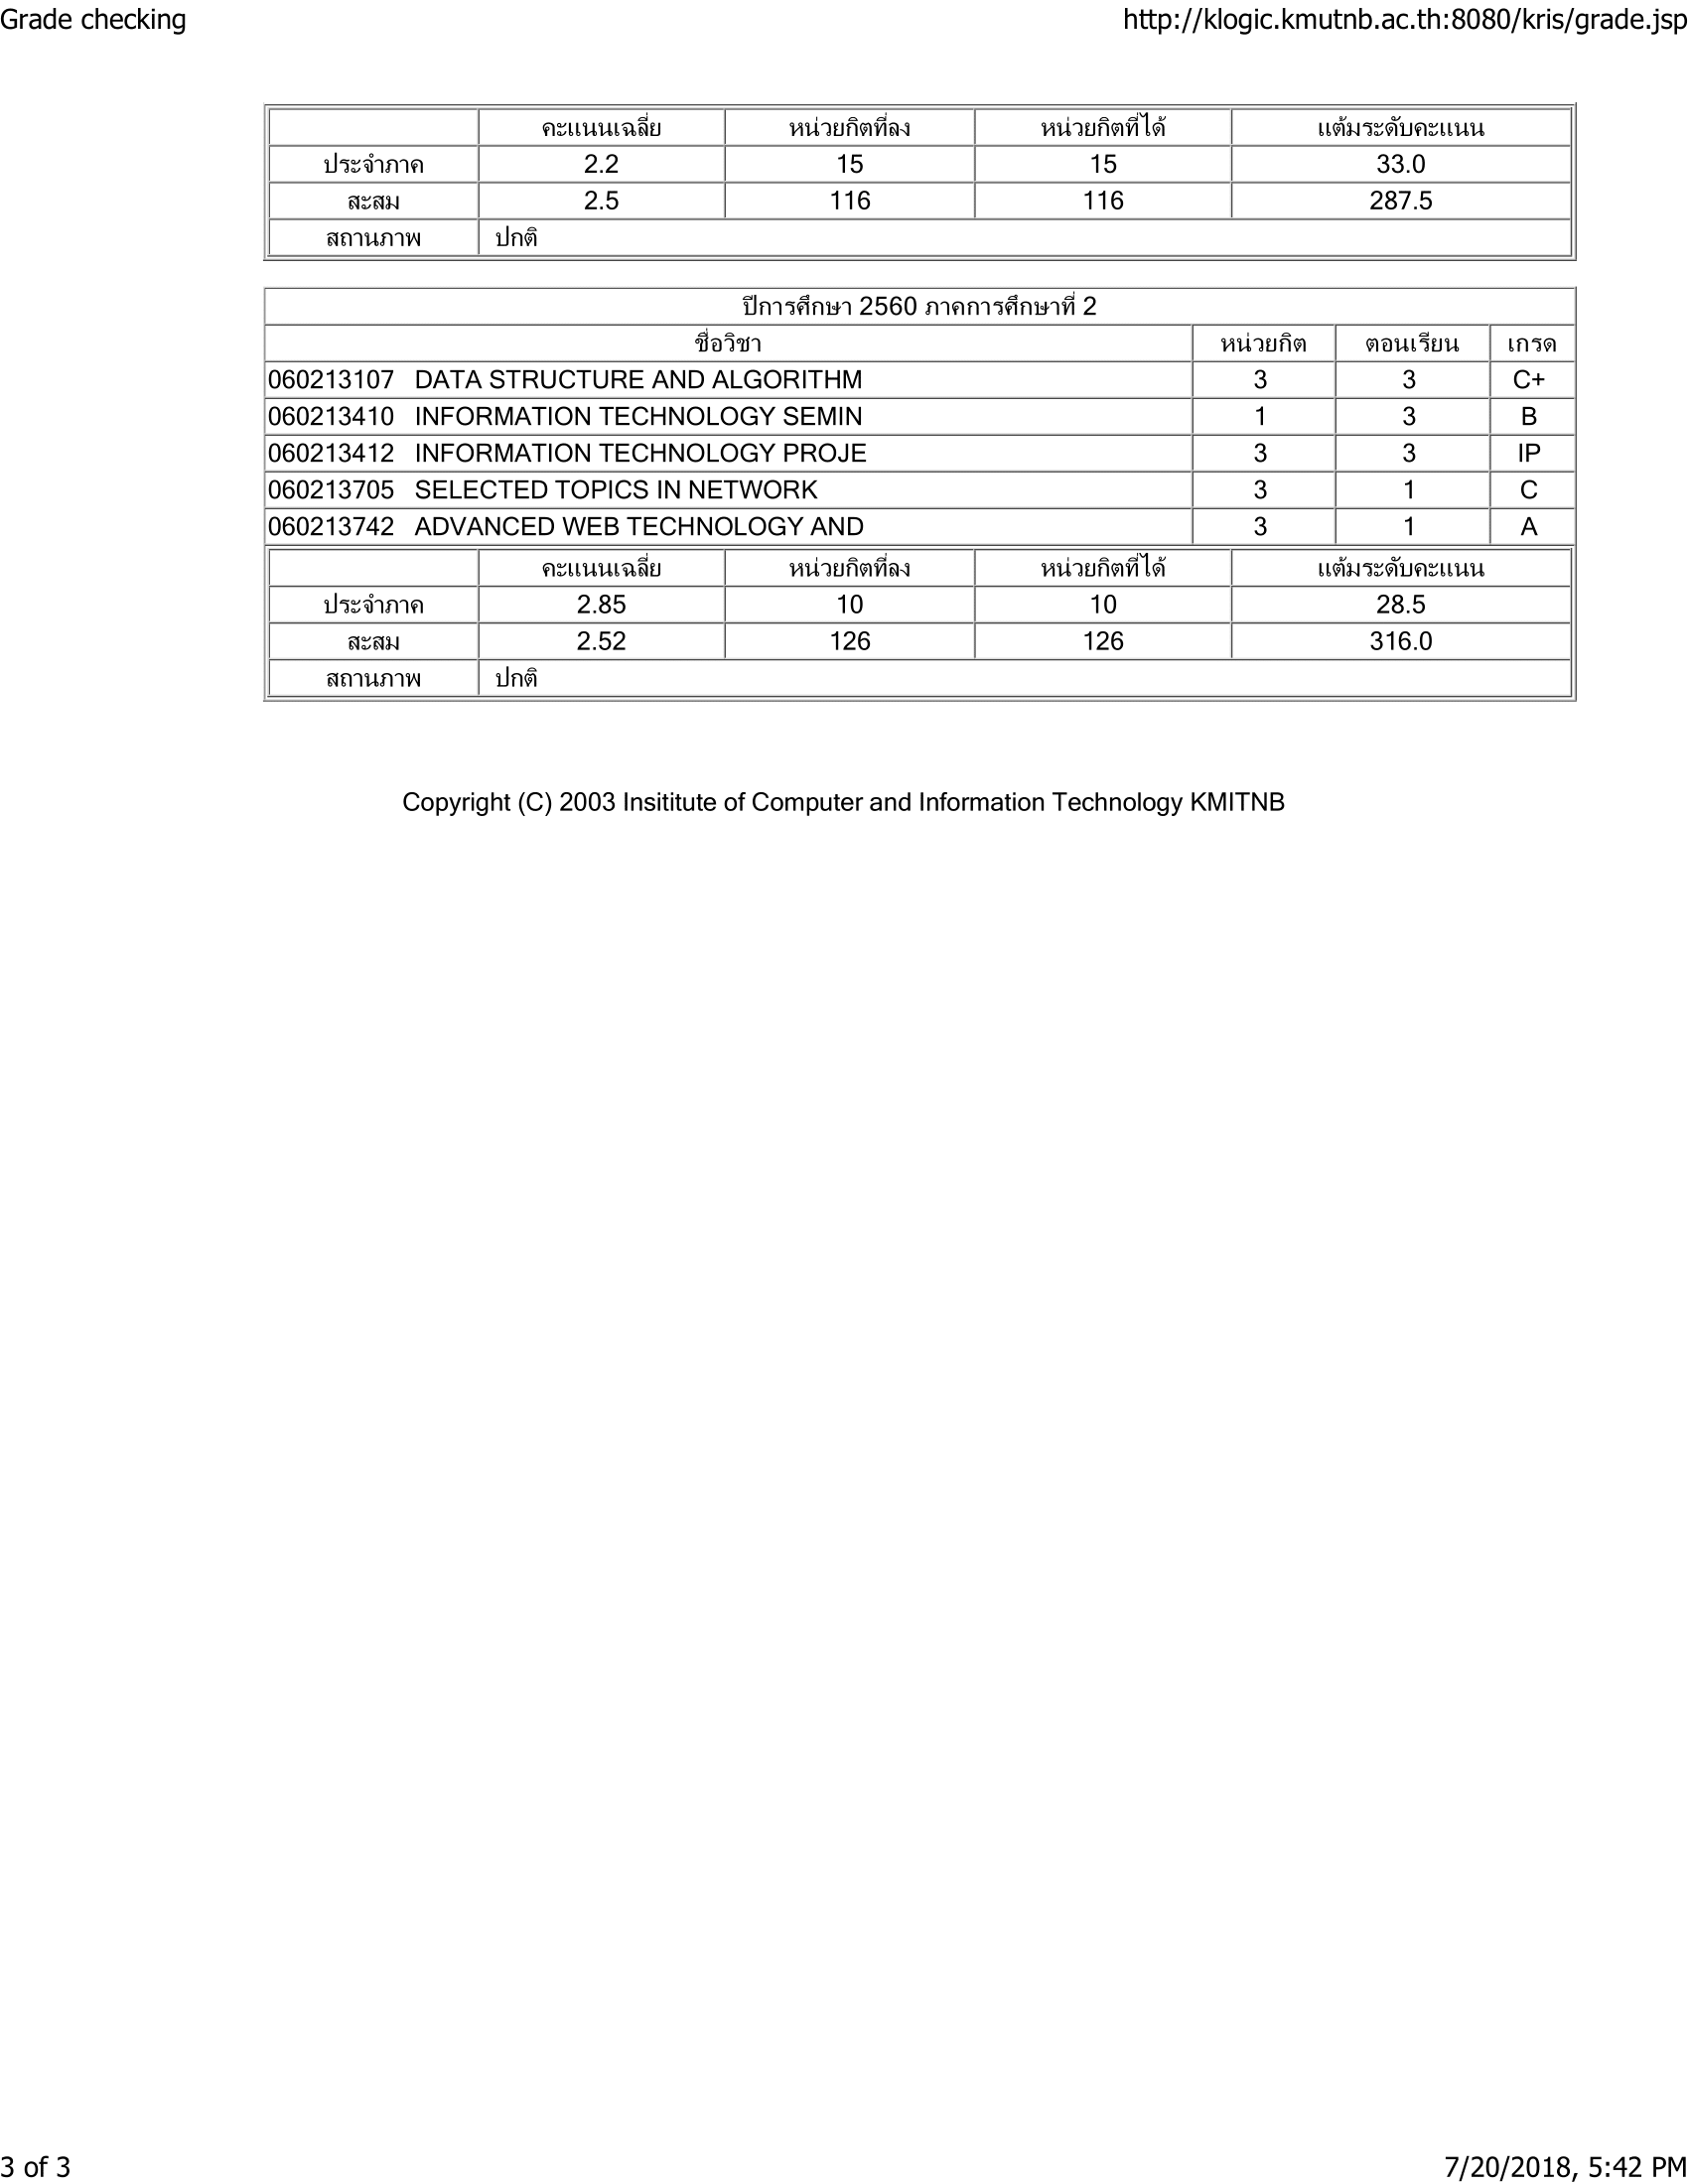 Grade checking http://klogic.kmutnb.ac.th:8080/kris/grade.jsp
คะแนนเฉลี่ย หน่วยกิตที่ลง หน่วยกิตที่ได้ แต้มระดับคะแนน
ประจำภาค 2.2 15 15 33.0
สะสม 2.5 116 116 287.5
สถานภาพ ปกติ
ปีการศึกษา 2560 ภาคการศึกษาที่ 2
ชื่อวิชา หน่วยกิต ตอนเรียน เกรด
060213107 DATA STRUCTURE AND ALGORITHM 3 3 C+
060213410 INFORMATION TECHNOLOGY SEMIN 1 3 B
060213412 INFORMATION TECHNOLOGY PROJE 3 3 IP
060213705 SELECTED TOPICS IN NETWORK 3 1 C
060213742 ADVANCED WEB TECHNOLOGY AND 3 1 A
คะแนนเฉลี่ย หน่วยกิตที่ลง หน่วยกิตที่ได้ แต้มระดับคะแนน
ประจำภาค 2.85 10 10 28.5
สะสม 2.52 126 126 316.0
สถานภาพ ปกติ
Copyright (C) 2003 Insititute of Computer and Information Technology KMITNB
3 of 3 7/20/2018, 5:42 PM